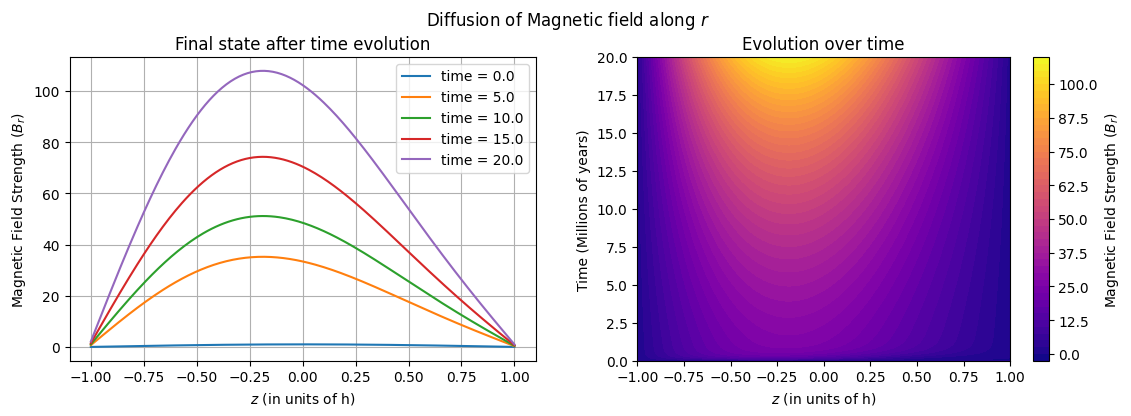 Diffusion of Magnetic field along r
Final state after time evolution
Magnetic Field Strength (B_r)
100
80
60
40
20
0
−1.00 −0.75 −0.50 −0.25 0.00 0.25 0.50 0.75 1.00
z (in units of h)
time = 0.0
time = 5.0
time = 10.0
time = 15.0
time = 20.0
Evolution over time
Time (Millions of years)
20.0
17.5
15.0
12.5
10.0
7.5
5.0
2.5
0.0
−1.00 −0.75 −0.50 −0.25 0.00 0.25 0.50 0.75 1.00
z (in units of h)
100.0
87.5
75.0
62.5
50.0
37.5
25.0
12.5
0.0
Magnetic Field Strength (B_r)